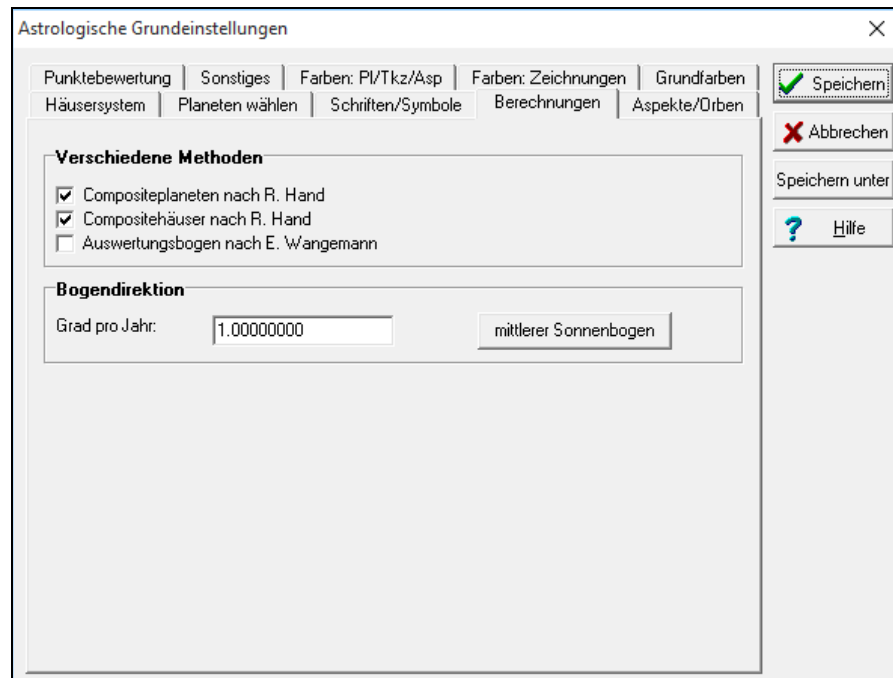 Astrologische Grundeinstellungen
Punktebewertung Sonstiges Farben: Pl/Tkz/Asp Farben: Zeichnungen Grundfarben
Häusersystem Planeten wählen Schriften/Symbole Berechnungen Aspekte/Orben
Verschiedene Methoden
Compositeplaneten nach R. Hand
Compositehäuser nach R. Hand
Auswertungsbogen nach E. Wangemann
Bogendirektion
Grad pro Jahr: 1.00000000 mittlerer Sonnenbogen
Speichern
Abbrechen
Speichern unter
Hilfe